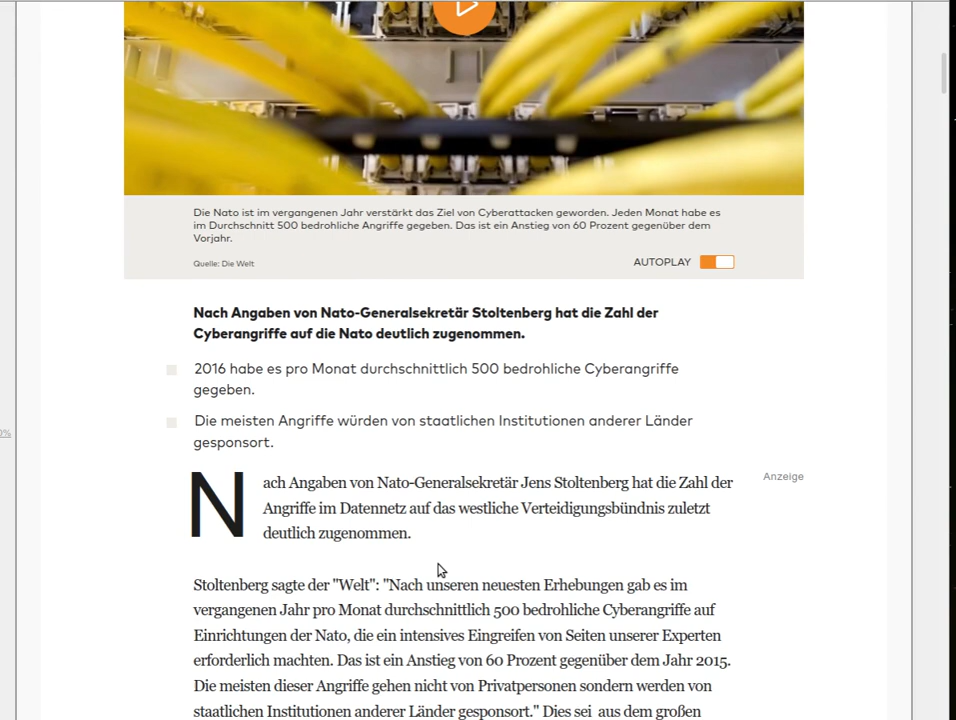 Die Nato ist im vergangenen Jahr verstärkt das Ziel von Cyberattacken geworden. Jeden Monat habe es
im Durchschnitt 500 bedrohliche Angriffe gegeben. Das ist ein Anstieg von 60 Prozent gegenüber dem
Vorjahr.
Quelle: Die Welt
AUTOPLAY
Nach Angaben von Nato-Generalsekretär Stoltenberg hat die Zahl der
Cyberangriffe auf die Nato deutlich zugenommen.
2016 habe es pro Monat durchschnittlich 500 bedrohliche Cyberangriffe
gegeben.
Die meisten Angriffe würden von staatlichen Institutionen anderer Länder
gesponsort.
Nach Angaben von Nato-Generalsekretär Jens Stoltenberg hat die Zahl der
Angriffe im Datennetz auf das westliche Verteidigungsbündnis zuletzt
deutlich zugenommen.
Anzeige
Stoltenberg sagte der "Welt": "Nach unseren neuesten Erhebungen gab es im
vergangenen Jahr pro Monat durchschnittlich 500 bedrohliche Cyberangriffe auf
Einrichtungen der Nato, die ein intensives Eingreifen von Seiten unserer Experten
erforderlich machten. Das ist ein Anstieg von 60 Prozent gegenüber dem Jahr 2015.
Die meisten dieser Angriffe gehen nicht von Privatpersonen sondern werden von
staatlichen Institutionen anderer Länder gesponsort." Dies sei aus dem großen